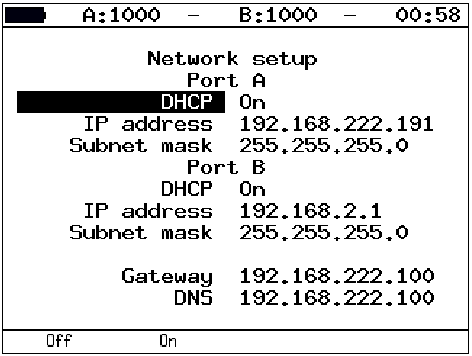 A:1000 – B:1000 – 00:58
Network setup
Port A
DHCP On
IP address 192.168.222.191
Subnet mask 255.255.255.0
Port B
DHCP On
IP address 192.168.2.1
Subnet mask 255.255.255.0
Gateway 192.168.222.100
DNS 192.168.222.100
Off On